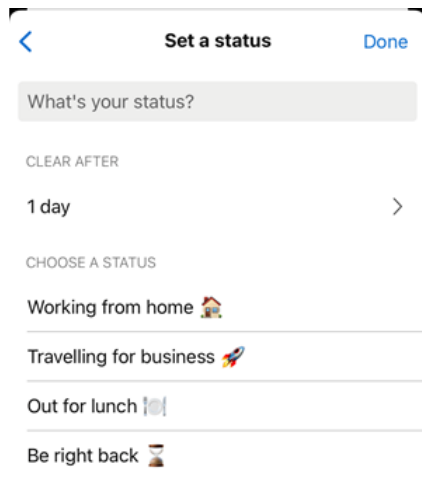 Set a status
Done
What's your status?
CLEAR AFTER
1 day
CHOOSE A STATUS
Working from home 🏠
Travelling for business 🚀
Out for lunch 🍽️
Be right back ⏳